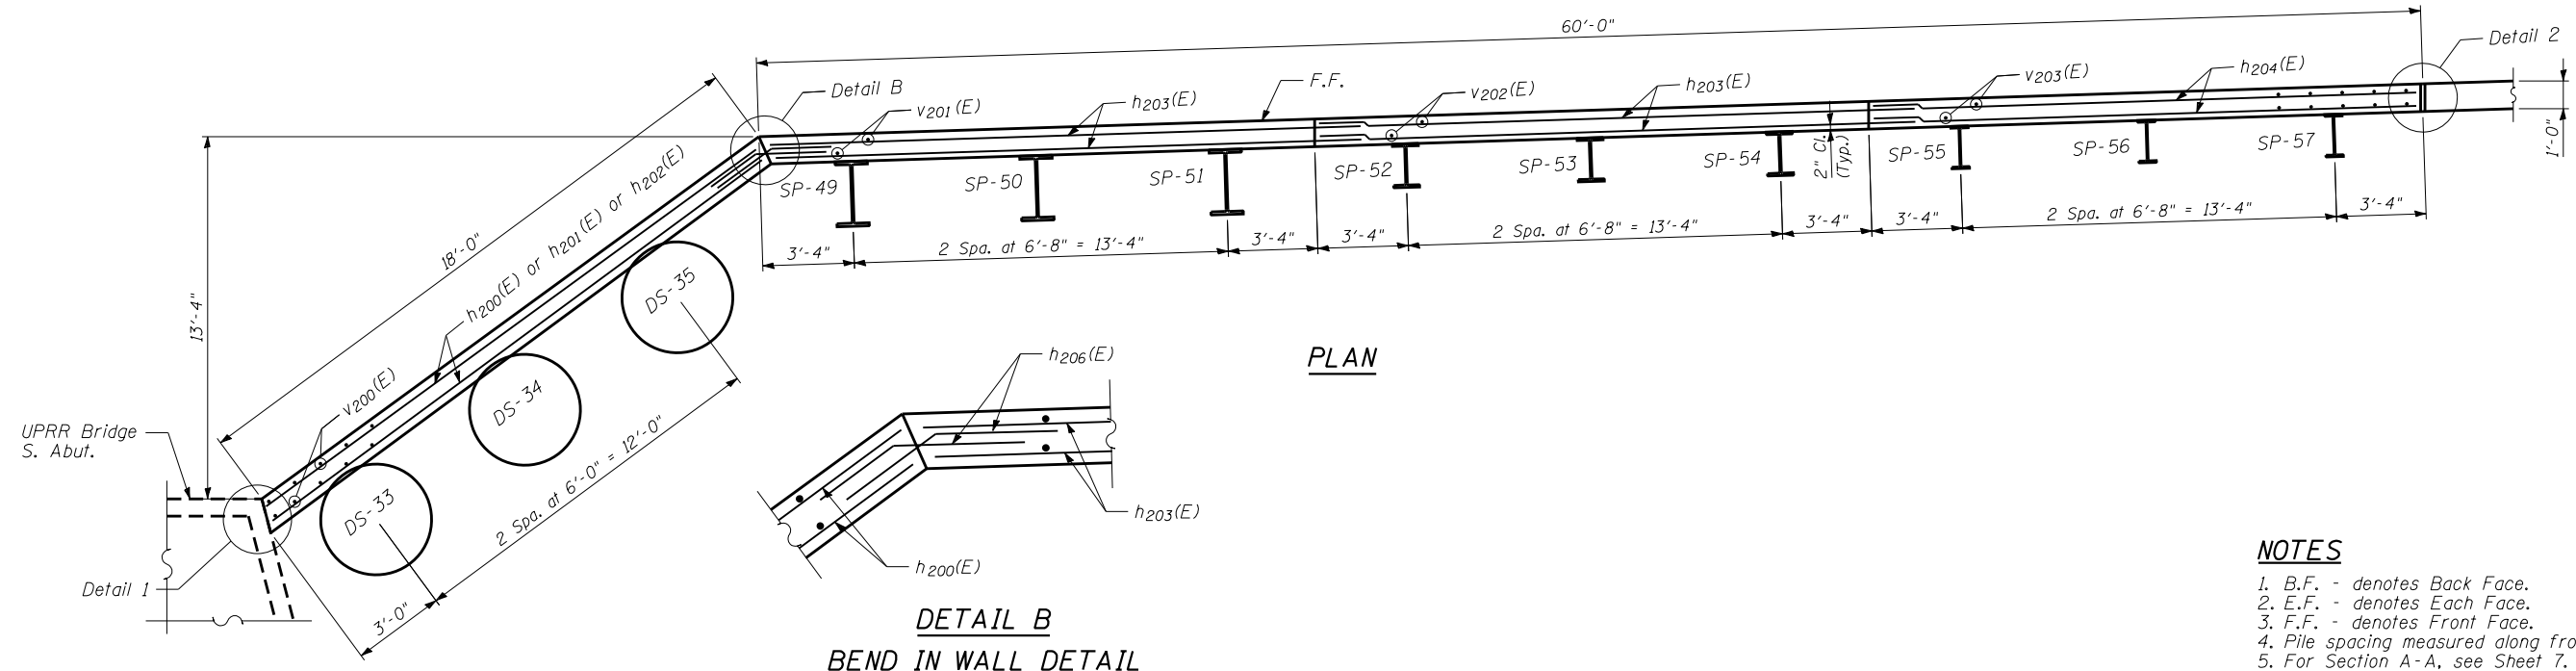 60'-0"
Detail 2
Detail B
v201(E)
h203(E)
F.F.
v202(E)
h203(E)
v203(E)
h204(E)
1'-0"
SP-49
SP-50
SP-51
SP-52
SP-53
SP-54
2" Cl.
(Typ.)
SP-55
SP-56
SP-57
3'-4"
2 Spa. at 6'-8" = 13'-4"
3'-4"
3'-4"
2 Spa. at 6'-8" = 13'-4"
3'-4"
3'-4"
2 Spa. at 6'-8" = 13'-4"
3'-4"
18'-0"
13'-4"
h200(E) or h201(E) or h202(E)
v200(E)
DS-35
DS-34
DS-33
2 Spa. at 6'-0" = 12'-0"
3'-0"
UPRR Bridge
S. Abut.
Detail 1
PLAN
h206(E)
h203(E)
h200(E)
DETAIL B
BEND IN WALL DETAIL
NOTES
1. B.F. - denotes Back Face.
2. E.F. - denotes Each Face.
3. F.F. - denotes Front Face.
4. Pile spacing measured along
5. For Section A-A, see Sheet 7.